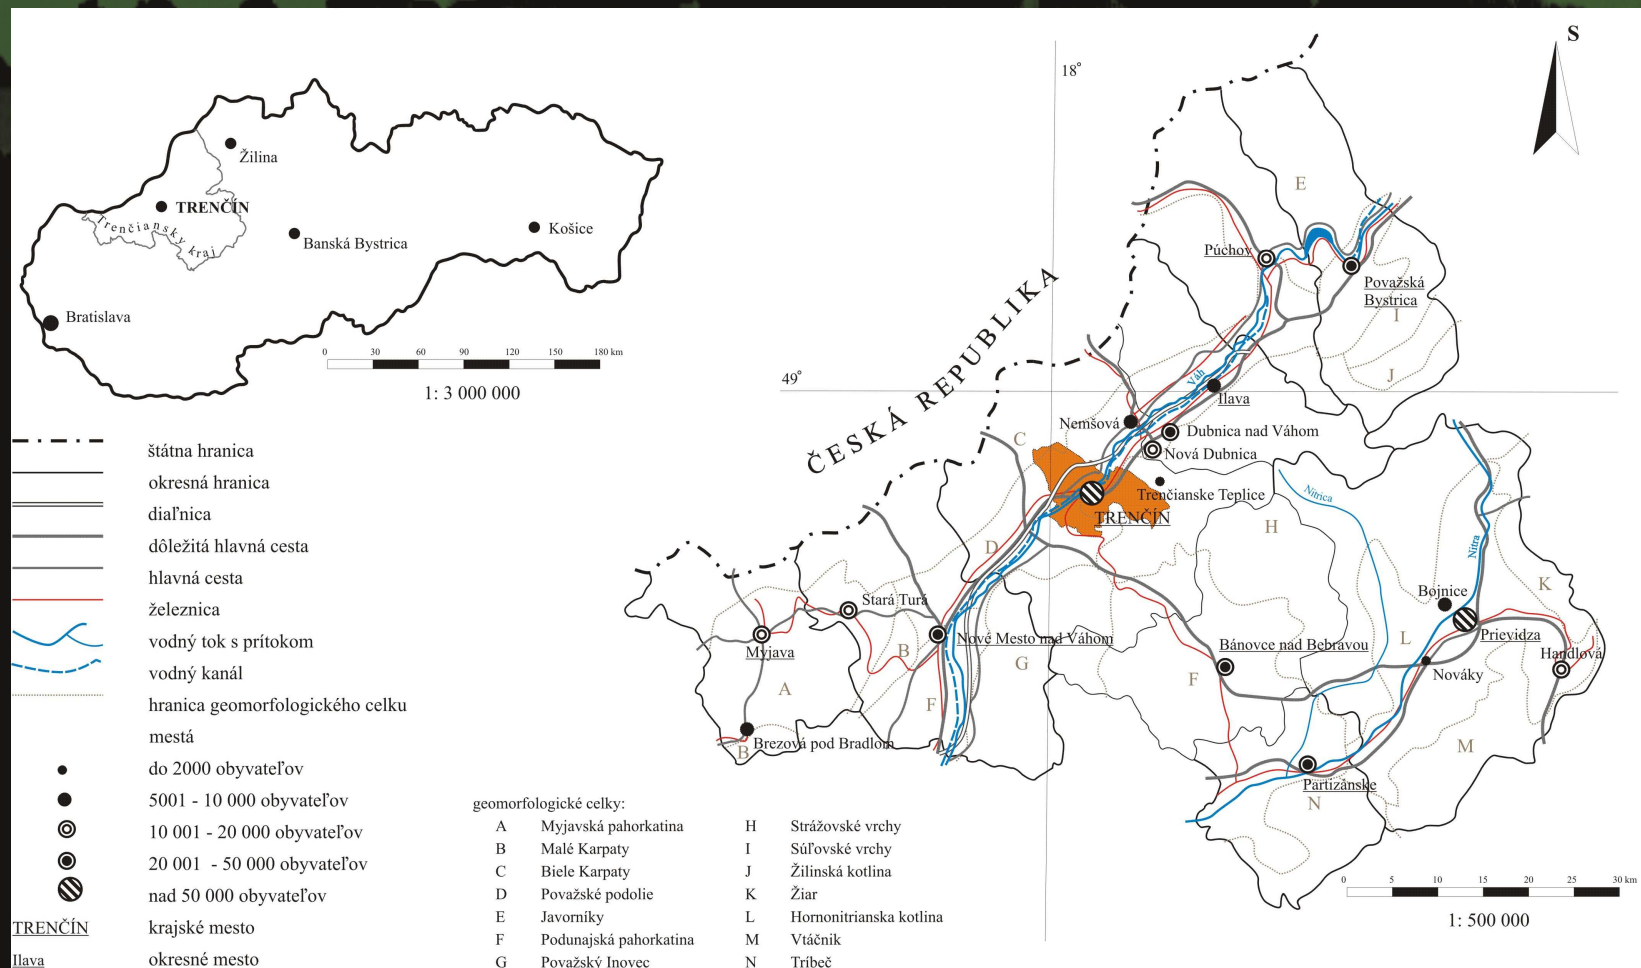 S
18°
49°
Žilina
TRENČÍN
Trenčiansky kraj
Banská Bystrica
Košice
Bratislava
0 30 60 90 120 150 180 km
1: 3 000 000
ČESKÁ REPUBLIKA
E
Púchov
Považská
Bystrica
I
J
Váh
Ilava
Nemšová
Dubnica nad Váhom
Nová Dubnica
C
Trenčianske Teplice
TRENČÍN
Nitrica
H
Nitra
D
K
Stará Turá
Bojnice
Myjava
B
Nové Mesto nad Váhom
G
Bánovce nad Bebravou
L
Prievidza
Handlová
Nováky
A
F
F
Brezová pod Bradlom
B
M
Partizánske
N
štátna hranica
okresná hranica
diaľnica
dôležitá hlavná cesta
hlavná cesta
železnica
vodný tok s prítokom
vodný kanál
hranica geomorfologického celku
mestá
do 2000 obyvateľov
5001 - 10 000 obyvateľov
10 001 - 20 000 obyvateľov
20 001 - 50 000 obyvateľov
nad 50 000 obyvateľov
TRENČÍN krajské mesto
Ilava okresné mesto
geomorfologické celky:
A Myjavská pahorkatina
B Malé Karpaty
C Biele Karpaty
D Považské podolie
E Javorníky
F Podunajská pahorkatina
G Považský Inovec
H Strážovské vrchy
I Súľovské vrchy
J Žilinská kotlina
K Žiar
L Hornonitrianska kotlina
M Vtáčnik
N Tríbeč
0 5 10 15 20 25 30 km
1: 500 000